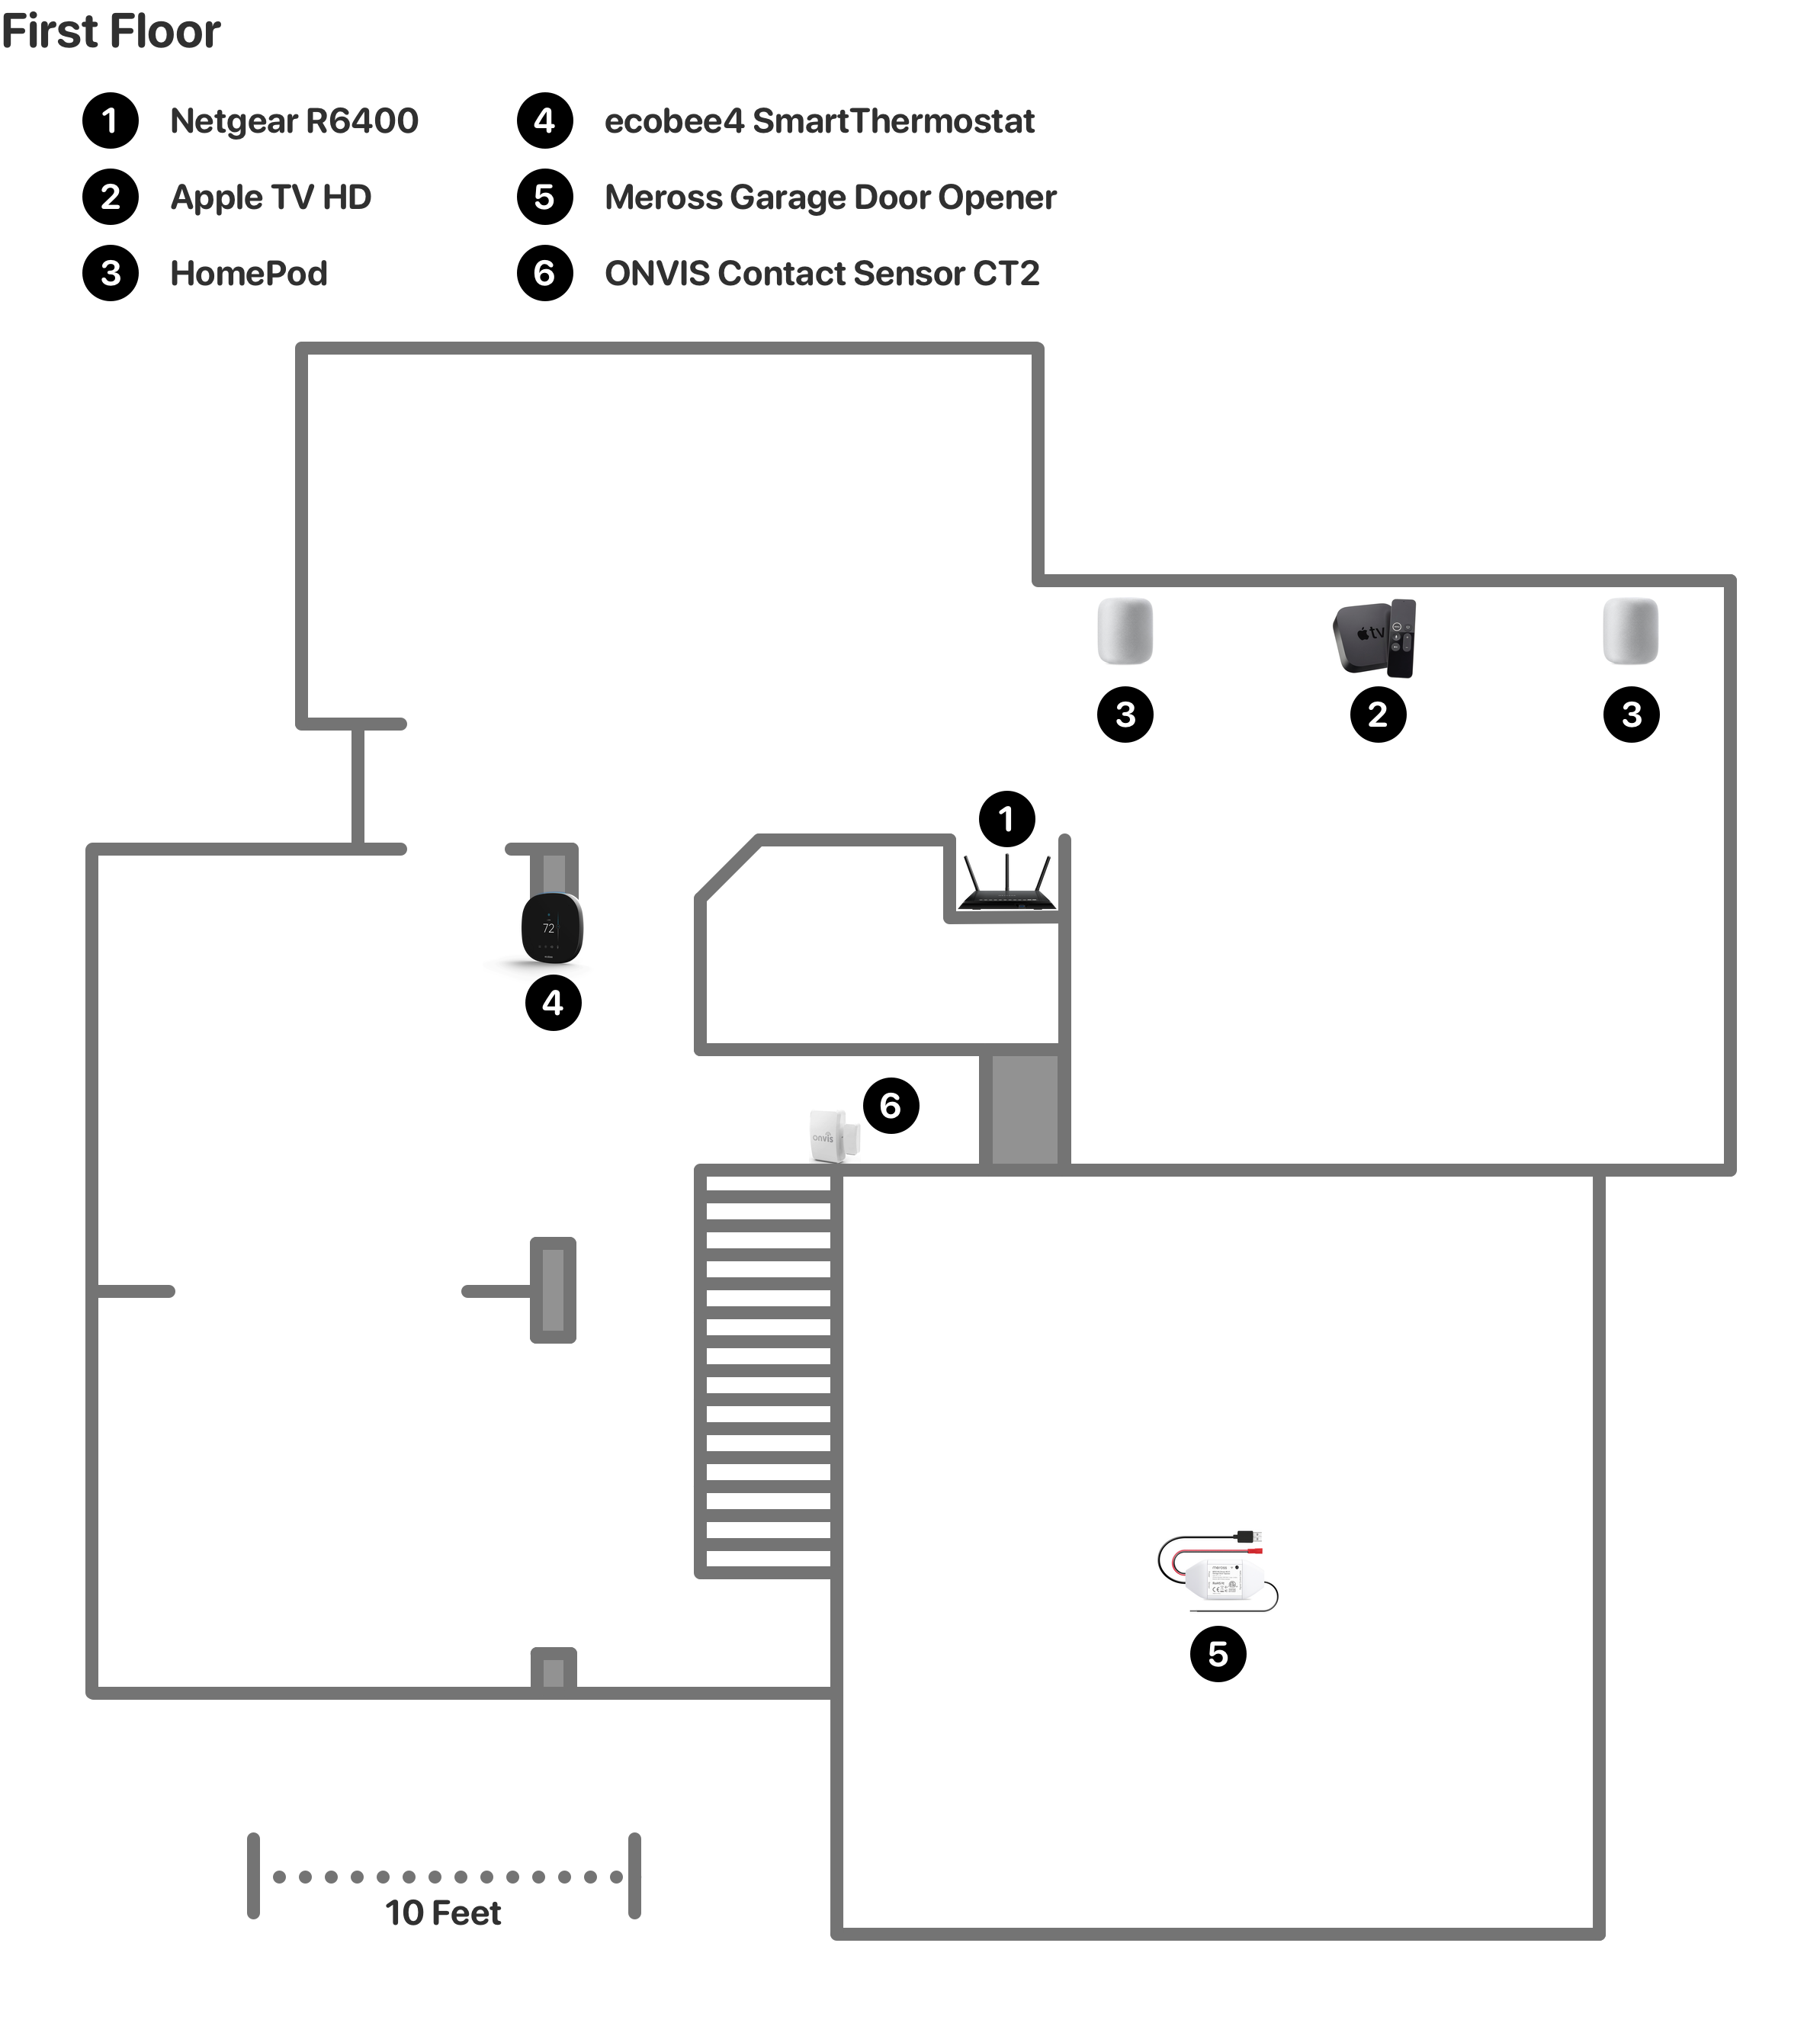 First Floor
1 Netgear R6400
2 Apple TV HD
3 HomePod
4 ecobee4 SmartThermostat
5 Meross Garage Door Opener
6 ONVIS Contact Sensor CT2
3
tv
2
3
1
72
4
6
onvis
5
10 Feet